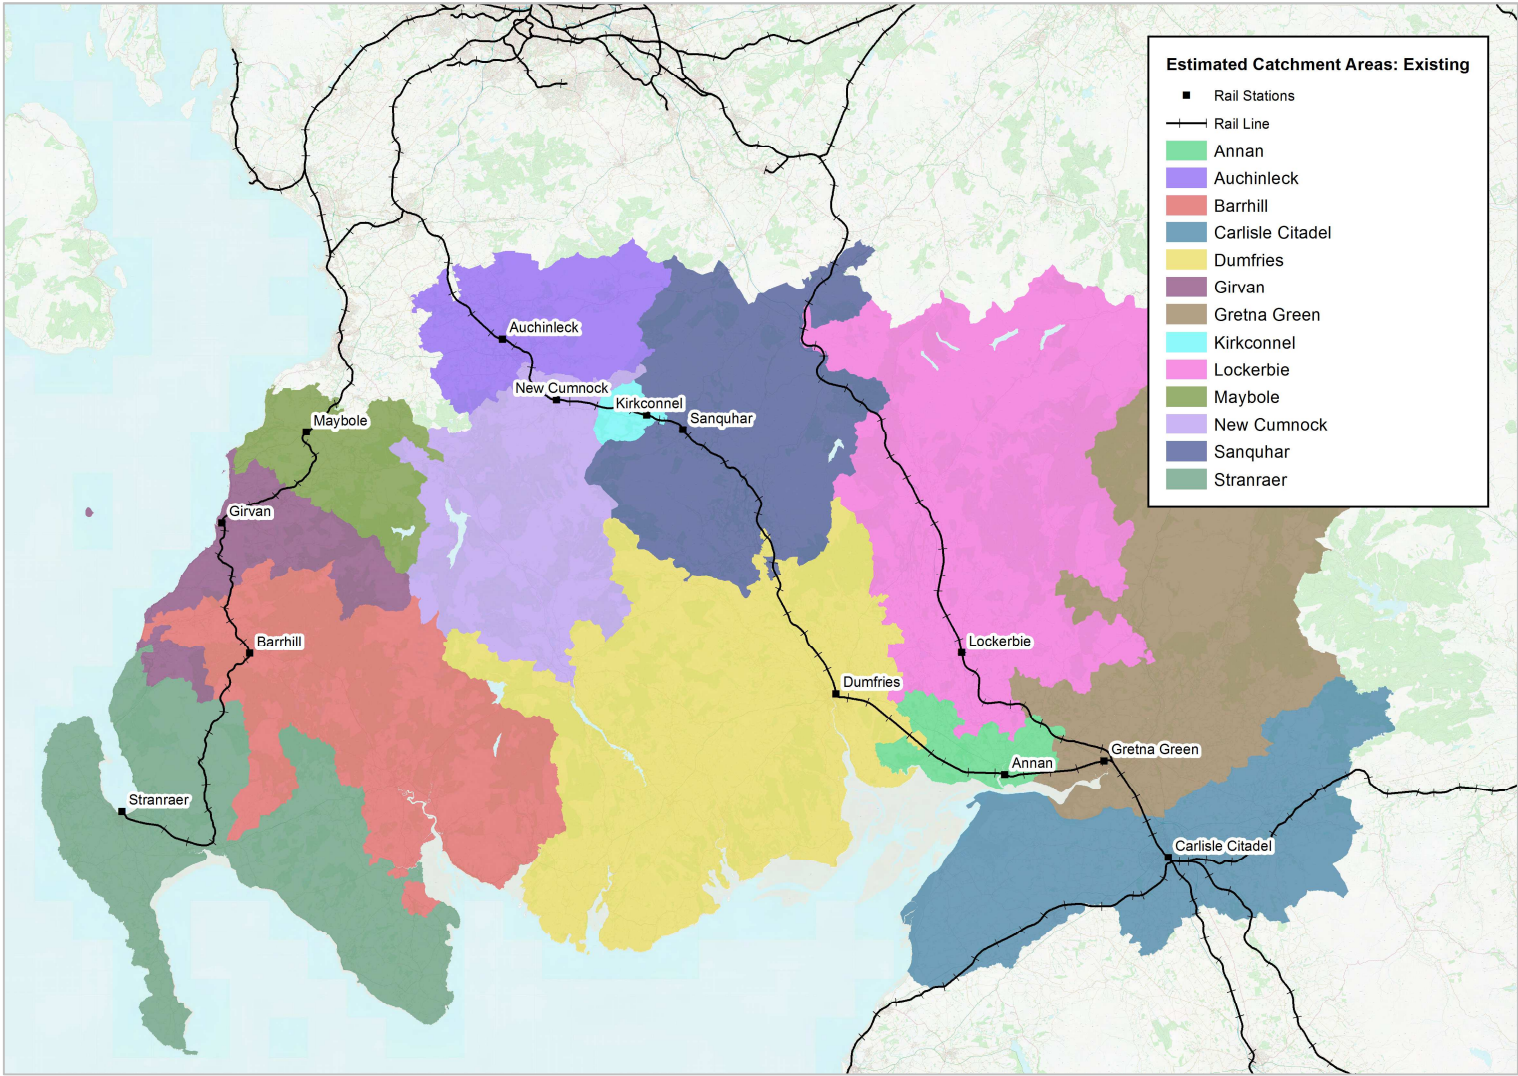 Estimated Catchment Areas: Existing
Rail Stations
Rail Line
Annan
Auchinleck
Barrhill
Carlisle Citadel
Dumfries
Girvan
Gretna Green
Kirkconnel
Lockerbie
Maybole
New Cumnock
Sanquhar
Stranraer
Auchinleck
New Cumnock
Kirkconnel
Sanquhar
Maybole
Girvan
Barrhill
Lockerbie
Dumfries
Gretna Green
Annan
Stranraer
Carlisle Citadel